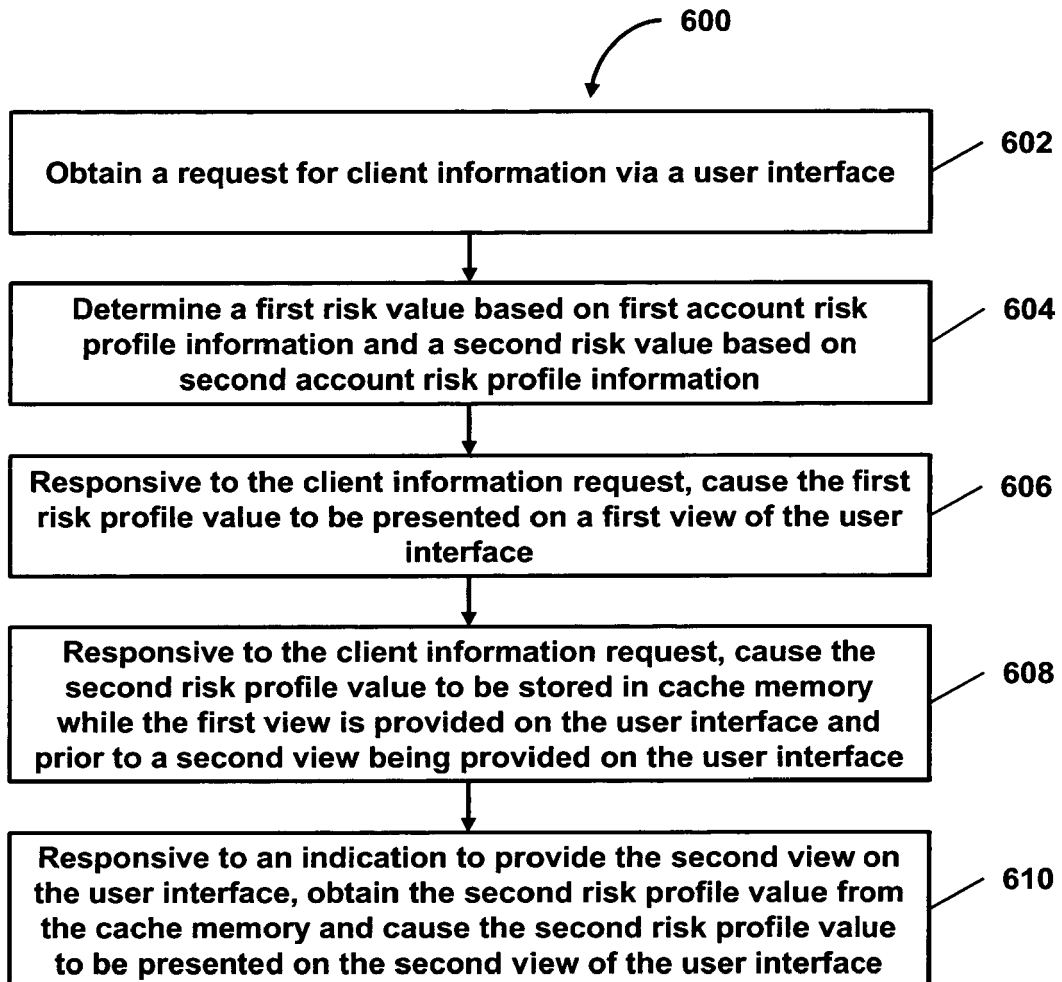 600
Obtain a request for client information via a user interface
602
Determine a first risk value based on first account risk
profile information and a second risk value based on
second account risk profile information
604
Responsive to the client information request, cause the first
risk profile value to be presented on a first view of the user
interface
606
Responsive to the client information request, cause the
second risk profile value to be stored in cache memory
while the first view is provided on the user interface and
prior to a second view being provided on the user interface
608
Responsive to an indication to provide the second view on
the user interface, obtain the second risk profile value from
the cache memory and cause the second risk profile value
to be presented on the second view of the user interface
610